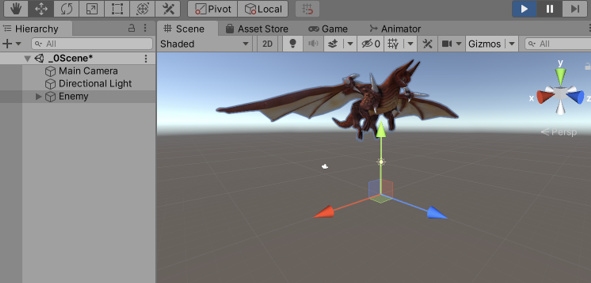 Pivot Local
Hierarchy
All
_0Scene*
Main Camera
Directional Light
Enemy
Scene Asset Store Game Animator
Shaded 2D 0 Gizmos All
y
x
z
Persp